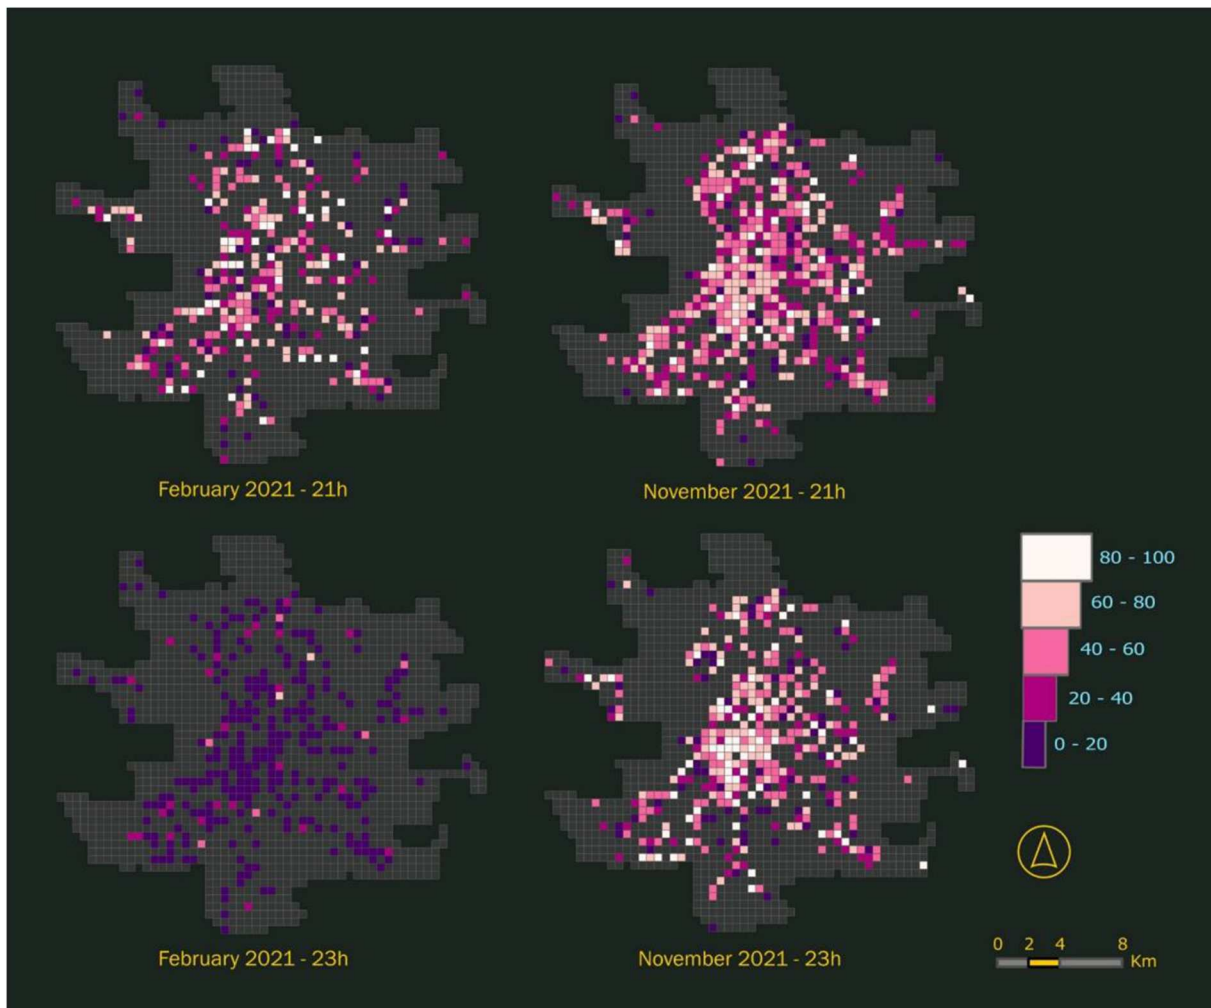 February 2021 - 21h
November 2021 - 21h
80 - 100
60 - 80
40 - 60
20 - 40
0 - 20
February 2021 - 23h
November 2021 - 23h
0 2 4 8
Km